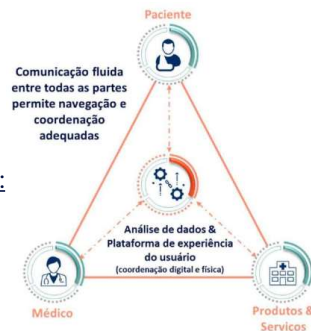 Paciente
Comunicação fluida
entre todas as partes
permite navegação e
coordenação
adequadas
:
Análise de dados &
Plataforma de experiência
do usuário
(coordenação digital e física)
Médico
Produtos &
Serviços